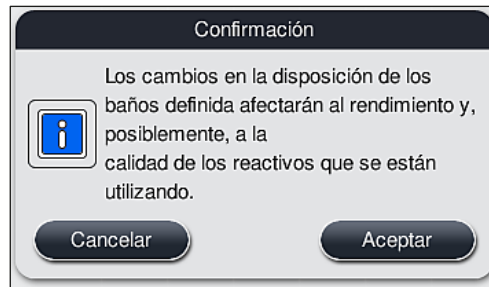 Confirmación
Los cambios en la disposición de los
baños definida afectarán al rendimiento y,
posiblemente, a la
calidad de los reactivos que se están
utilizando.
Cancelar
Aceptar